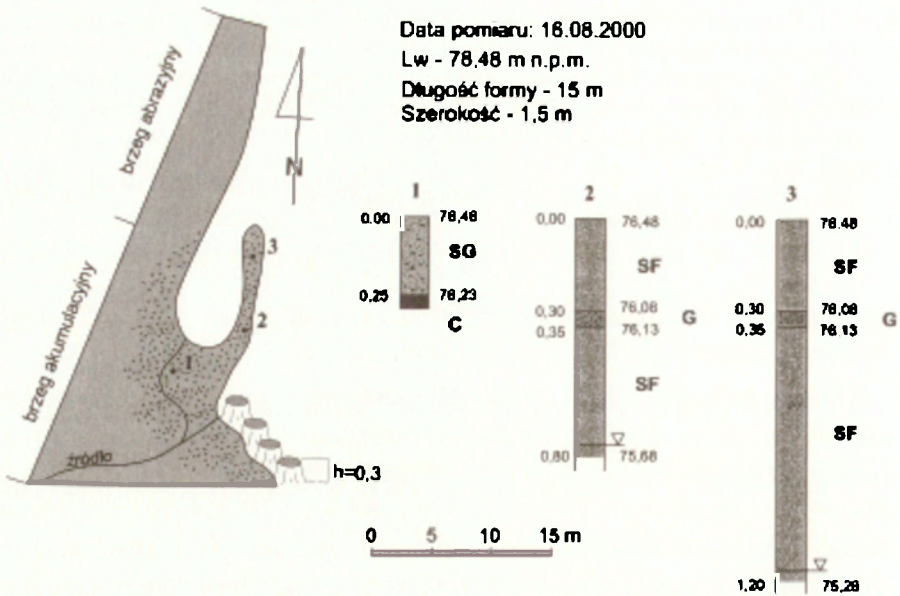 Data pomiaru: 16.08.2000
Lw - 76,48 m n.p.m.
Długość formy - 15 m
Szerokość - 1,5 m
brzeg abrazyjny
brzeg akumulacyjny
N
źródło
1
2
3
h=0,3
0 5 10 15 m
1
0.00 76,48
SG
0.25 76,23
C
2
0,00 76,48
SF
0,30 76,08
G
0,35 76,13
SF
0,80 75,68
3
0,00 76.48
SF
0,30 76,08
G
0,35 76.13
SF
1,20 75,28